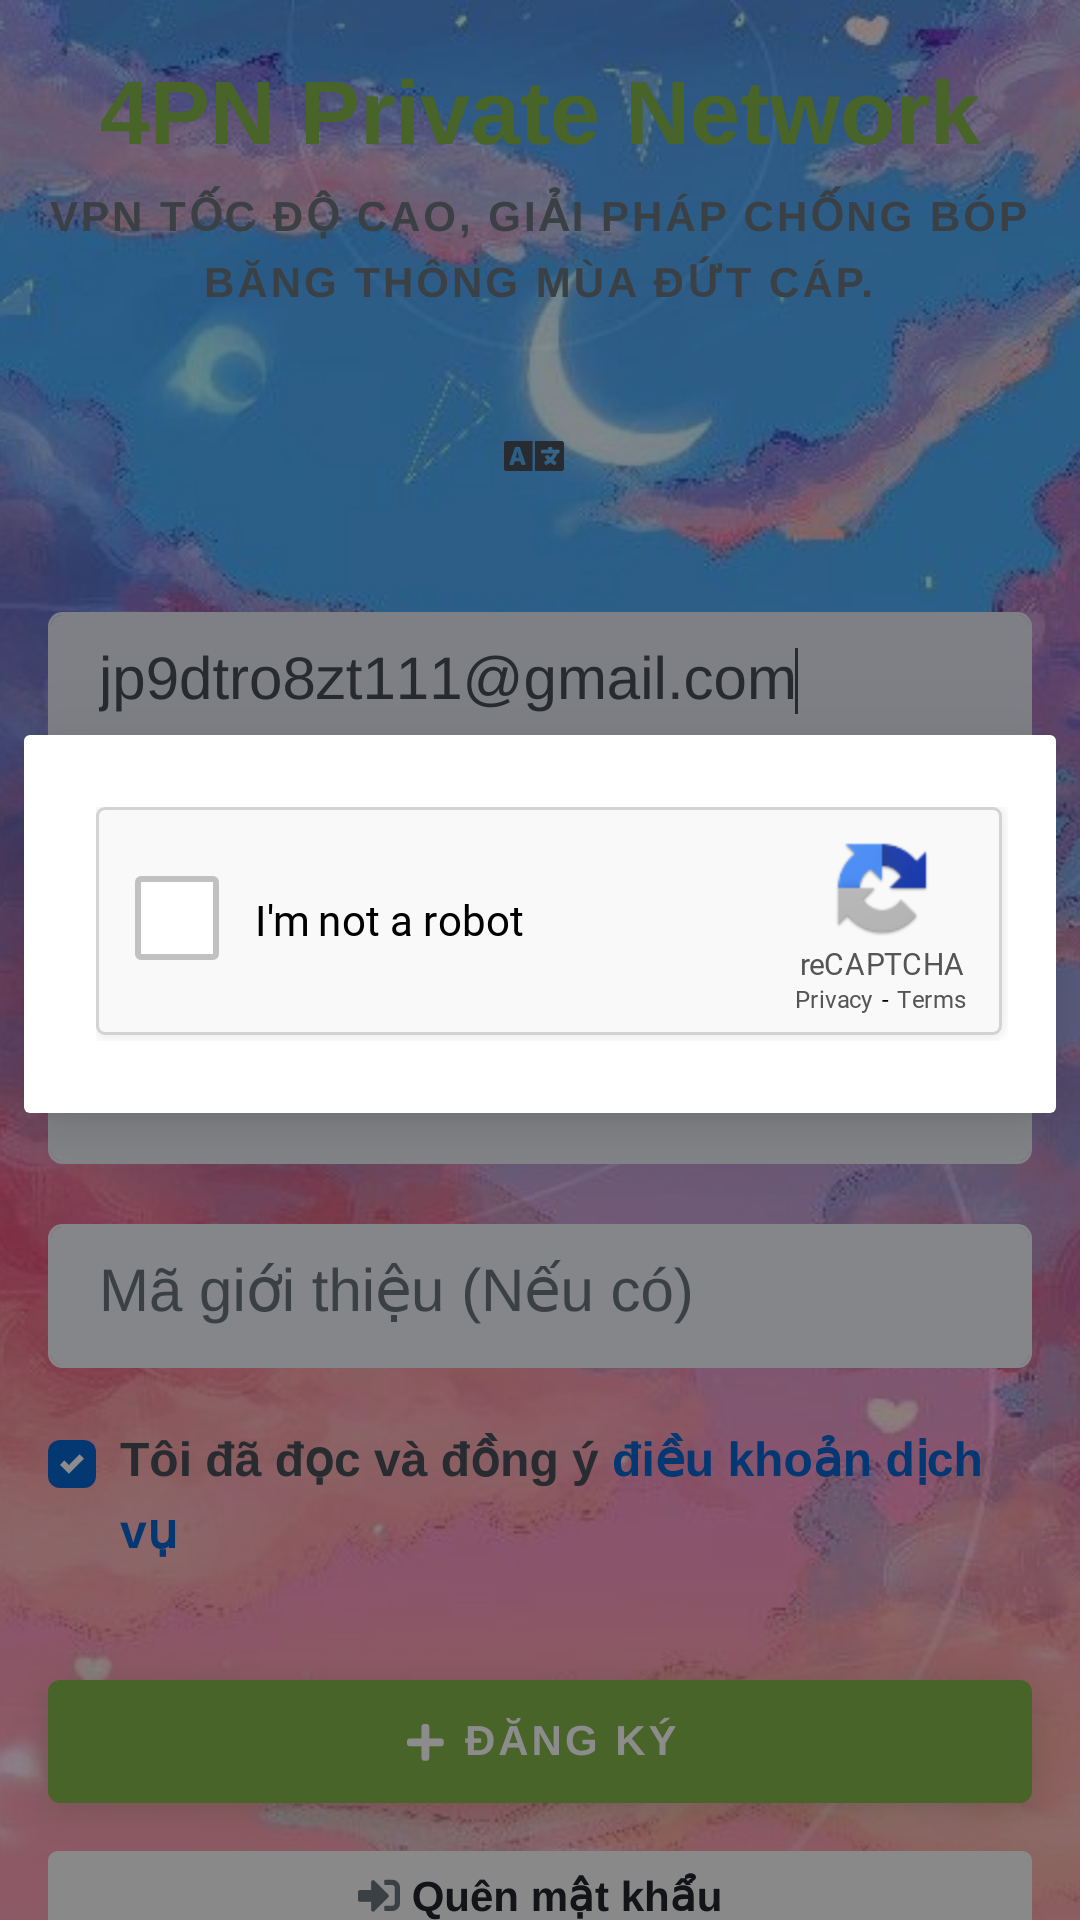 4PN Private Network
VPN TỐC ĐỘ CAO, GIẢI PHÁP CHỐNG BÓP
BĂNG THÔNG MÙA ĐỨT CÁP.
A 文
jp9dtro8zt111@gmail.com
I'm not a robot
reCAPTCHA
Privacy - Terms
Mã giới thiệu (Nếu có)
Tôi đã đọc và đồng ý điều khoản dịch
vụ
ĐĂNG KÝ
Quên mật khẩu